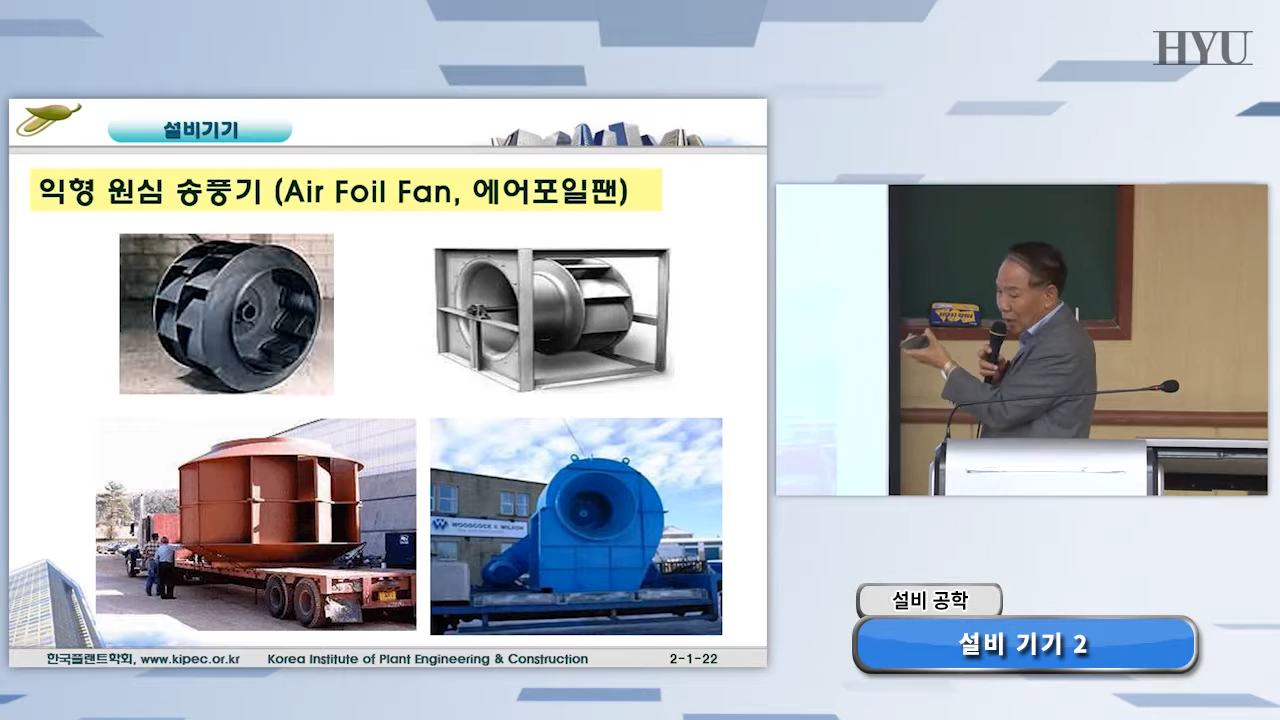 HYU
설비기기
익형 원심 송풍기 (Air Foil Fan, 에어포일팬)
WOODCOCK & WILSON
한국플랜트학회, www.kipec.or.kr
Korea Institute of Plant Engineering & Construction
2-1-22
설비 공학
설비 기기 2